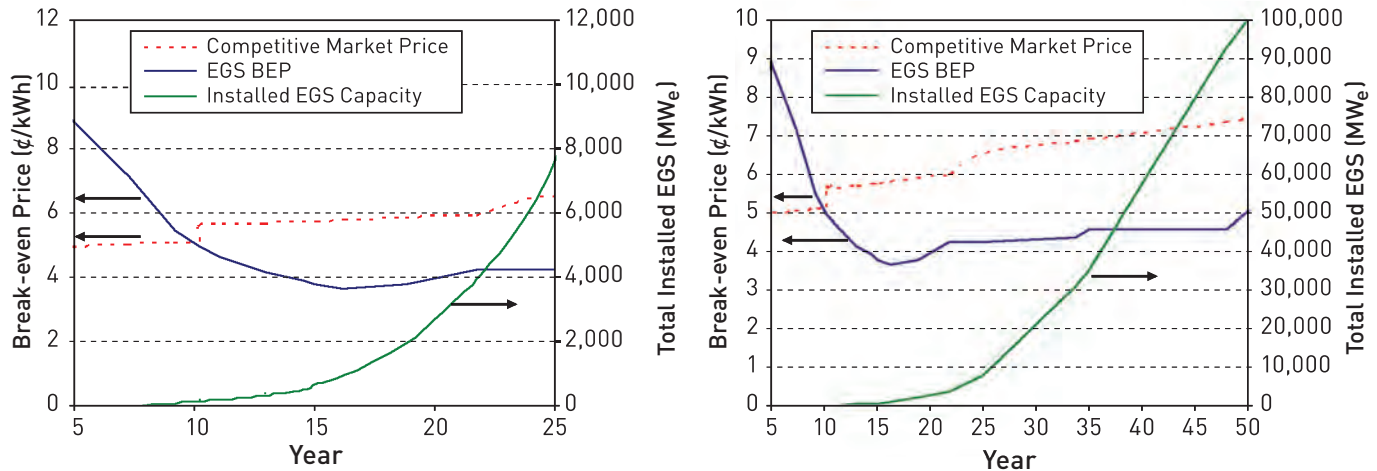 Break-even Price (¢/kWh)
12
10
8
6
4
2
0
Competitive Market Price
EGS BEP
Installed EGS Capacity
12,000
10,000
8,000
6,000
4,000
2,000
0
Total Installed EGS (MWe)
5 10 15 20 25
Year
Break-even Price (¢/kWh)
10
9
8
7
6
5
4
3
2
1
0
Competitive Market Price
EGS BEP
Installed EGS Capacity
100,000
90,000
80,000
70,000
60,000
50,000
40,000
30,000
20,000
10,000
0
Total Installed EGS (MWe)
5 10 15 20 25 30 35 40 45 50
Year